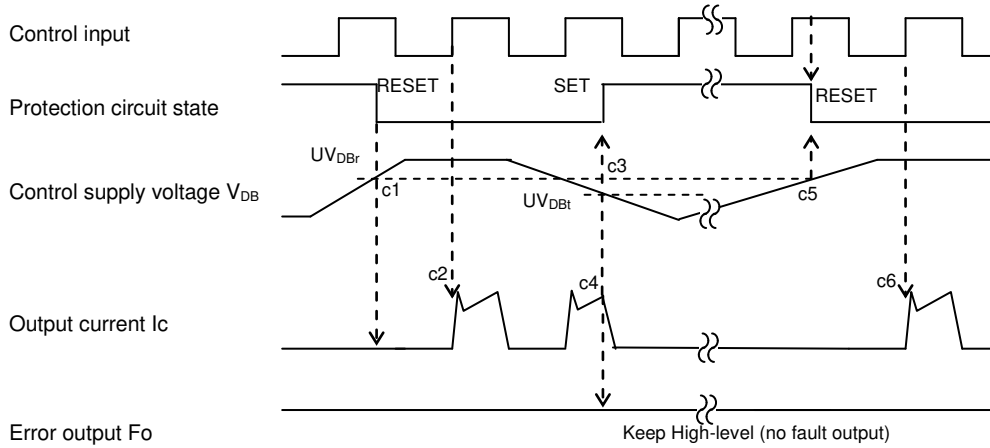 Control input
Protection circuit state
RESET
SET
RESET
UVDBr
c1
c3
Control supply voltage VDB
UVDBt
c5
c2
c4
c6
Output current Ic
Error output Fo
Keep High-level (no fault output)